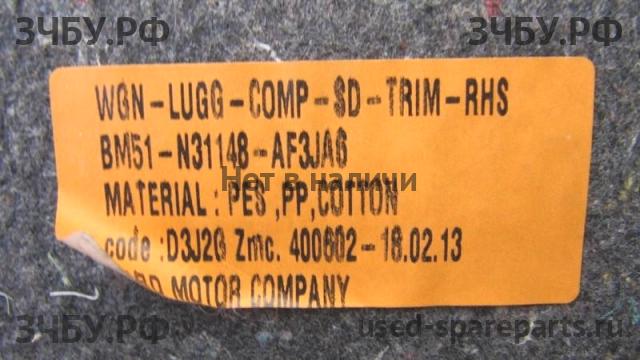 ЗЧБУ.РФ ЗЧБУ.РФ
WGN-LUGG-COMP-SD-TRIM-RHS
BM51-N31148-AF3JA6
Нет в наличи
MATERIAL : PES ,PP,COTTON
code :D3J2G Zmc. 400602-18.02.13
MOTOR COMPANY
ЗЧБУ.РФ used-spareparts.ru